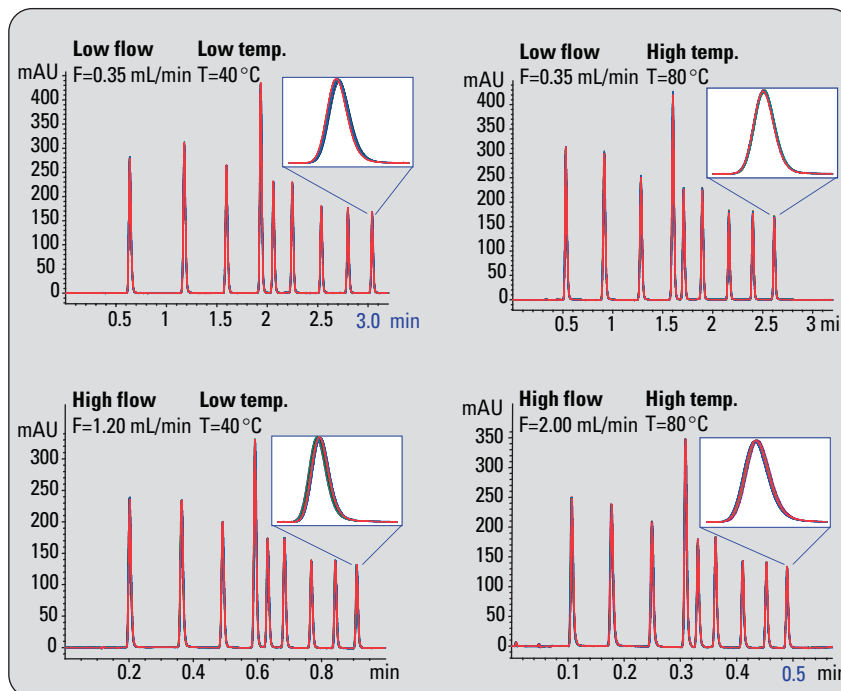 Low flow Low temp.
mAU F=0.35 mL/min T=40 °C
400
350
300
250
200
150
100
50
0
0.5 1 1.5 2 2.5 3.0 min
Low flow High temp.
mAU F=0.35 mL/min T=80 °C
400
350
300
250
200
150
100
50
0
0.5 1 1.5 2 2.5 3 mi
High flow Low temp.
mAU F=1.20 mL/min T=40 °C
300
250
200
150
100
50
0
0.2 0.4 0.6 0.8 min
High flow High temp.
mAU F=2.00 mL/min T=80 °C
350
300
250
200
150
100
50
0
0.1 0.2 0.3 0.4 0.5 min